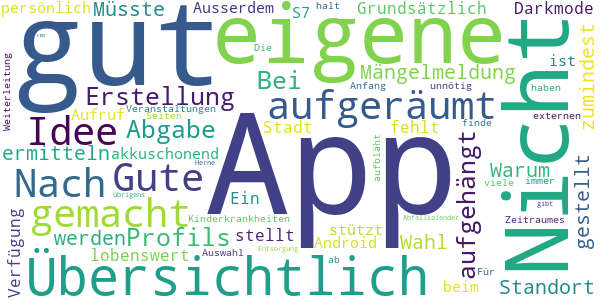 persönlich
Müsste
Ausserdem
S7
Grundsätzlich
Darkmode
gut
eigene
Nicht
Die
halt
Weiterleitung
Erstellung
Bei
Mängelmeldung
ist
zumindest
Veranstaltungen
Anfang
unnötig
haben
Seiten
aufgeräumt
externen
Idee
Aufruf
Abgabe
Stadt
fehlt
finde
ermitteln
akkuschonend
App
aufbläht
aufgehängt
Warum
viele
immer
Nach
Gute
Herne
übrigens
Ein
gibt
gestellt
Verfügung
gemacht
Kinderkrankheiten
Abfallkalender
Zeitraumes
werden
Profils
stellt
stützt
Wahl
Android
Entsorgung
lobenswert
Auswahl
ab
beim
Für
Übersichtlich
Standort